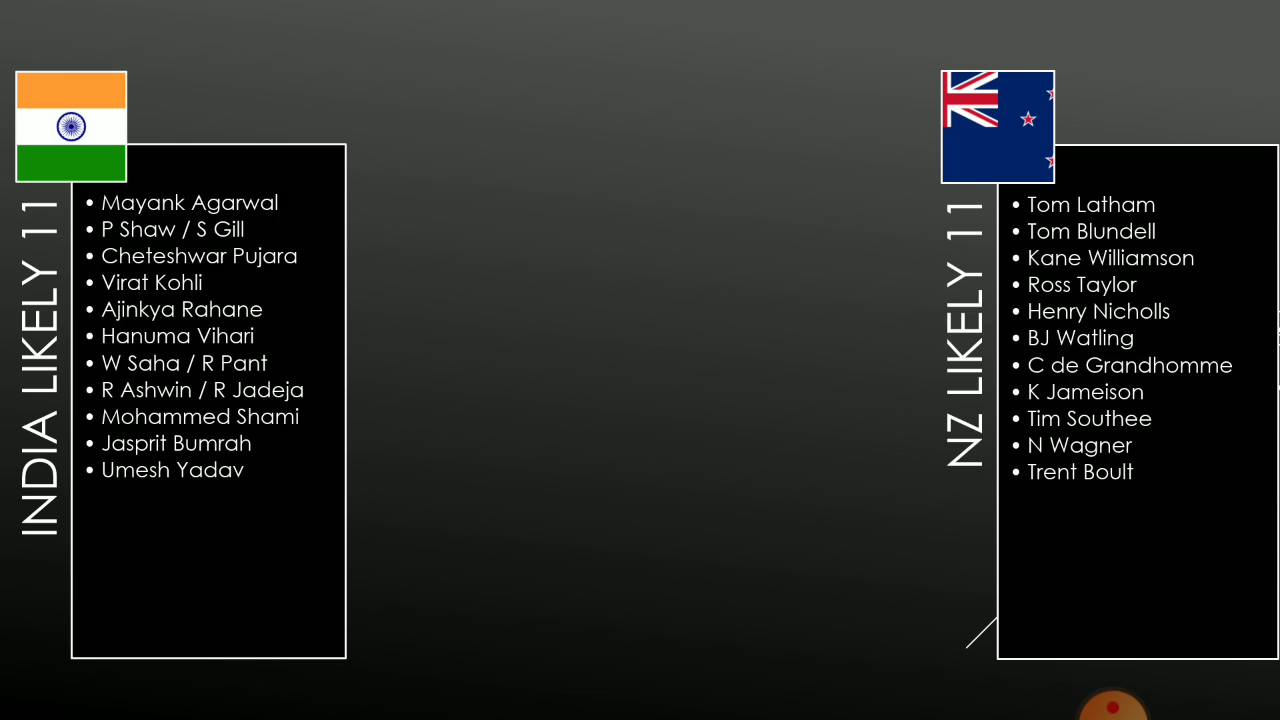 INDIA LIKELY 11
• Mayank Agarwal
• P Shaw / S Gill
• Cheteshwar Pujara
• Virat Kohli
• Ajinkya Rahane
• Hanuma Vihari
• W Saha / R Pant
• R Ashwin / R Jadeja
• Mohammed Shami
• Jasprit Bumrah
• Umesh Yadav
NZ LIKELY 11
• Tom Latham
• Tom Blundell
• Kane Williamson
• Ross Taylor
• Henry Nicholls
• BJ Watling
• C de Grandhomme
• K Jameison
• Tim Southee
• N Wagner
• Trent Boult